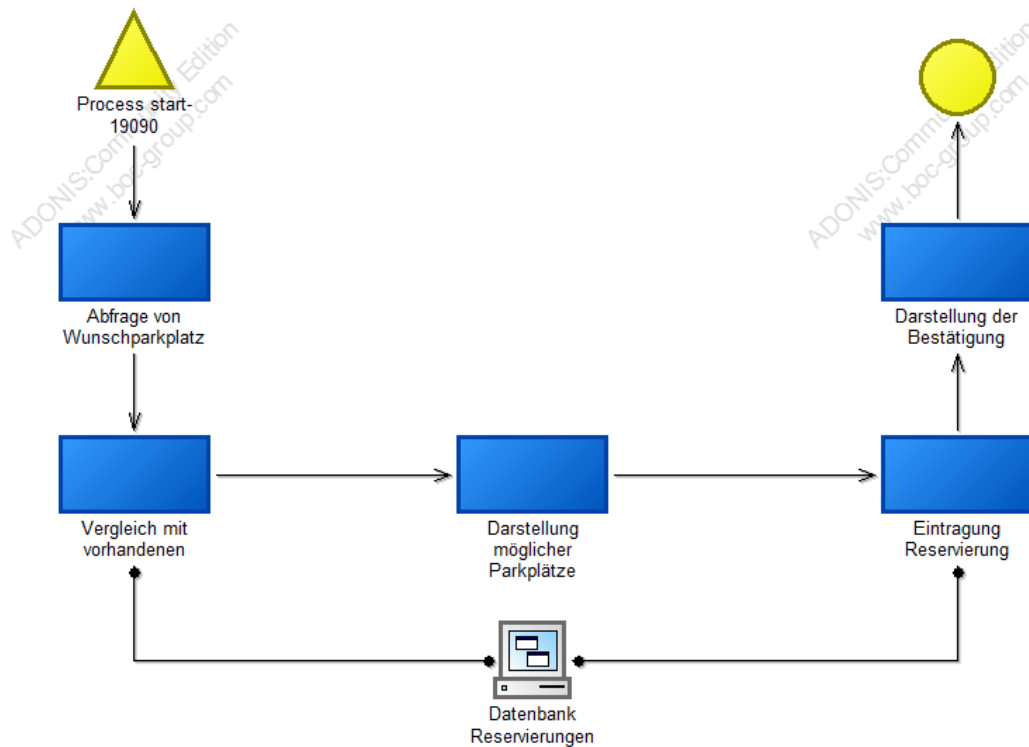 ADONIS:Community Edition
www.boc-group.com
ADONIS:Community Edition
www.boc-group.com
Process start-
19090
Abfrage von
Wunschparkplatz
Darstellung der
Bestätigung
Vergleich mit
vorhandenen
Darstellung
möglicher
Parkplätze
Eintragung
Reservierung
Datenbank
Reservierungen